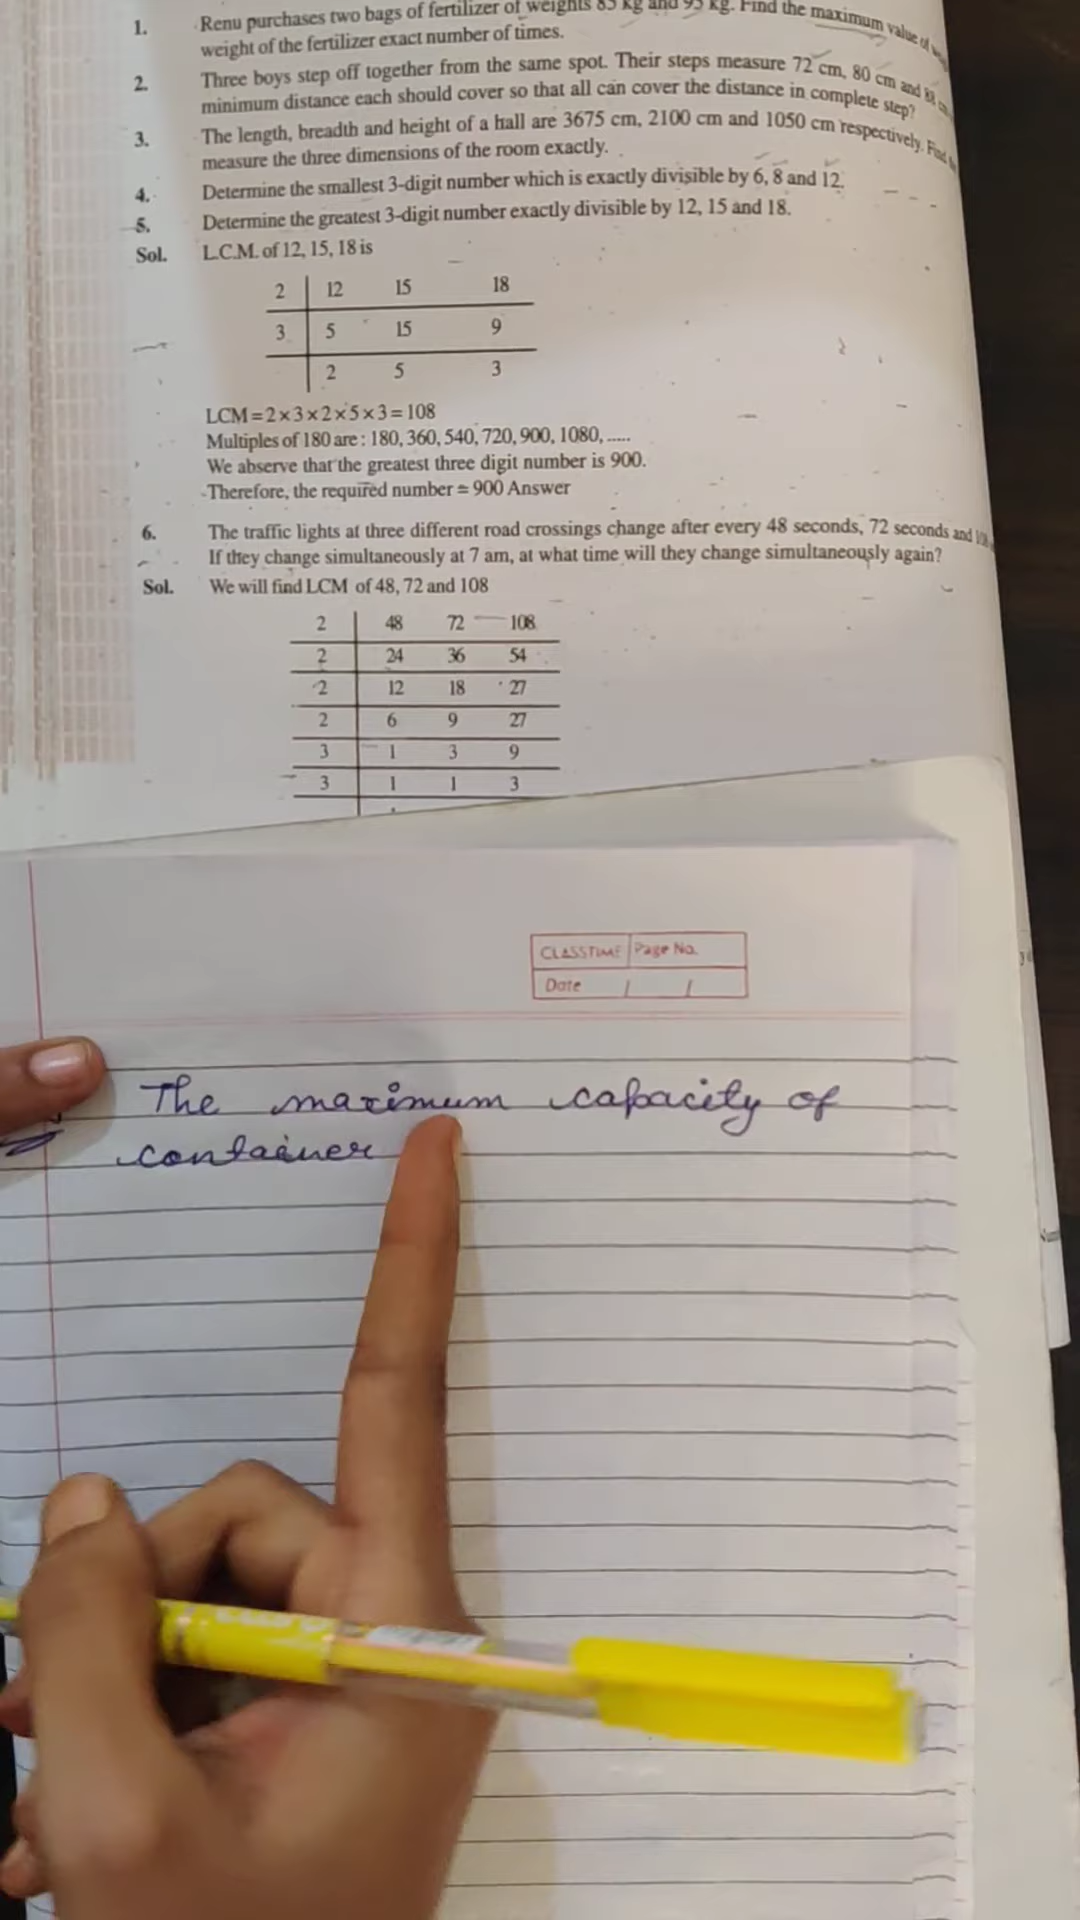 1. Renu purchases two bags of fertilizer of weights 85 kg and 95 kg. Find the maximum value of
weight of the fertilizer exact number of times.
2. Three boys step off together from the same spot. Their steps measure 72 cm, 80 cm and 88 cm
minimum distance each should cover so that all can cover the distance in complete step?
3. The length, breadth and height of a hall are 3675 cm, 2100 cm and 1050 cm respectively. Find
measure the three dimensions of the room exactly.
4. Determine the smallest 3-digit number which is exactly divisible by 6, 8 and 12.
5. Determine the greatest 3-digit number exactly divisible by 12, 15 and 18.
Sol. L.C.M. of 12, 15, 18 is
2 12 15 18
3 5 15 9
2 5 3
LCM=2×3×2×5×3=108
Multiples of 180 are : 180, 360, 540, 720, 900, 1080, .....
We abserve that the greatest three digit number is 900.
Therefore, the required number = 900 Answer
6. The traffic lights at three different road crossings change after every 48 seconds, 72 seconds and 108
If they change simultaneously at 7 am, at what time will they change simultaneously again?
Sol. We will find LCM of 48, 72 and 108
2 48 72 108
2 24 36 54
2 12 18 27
2 6 9 27
3 1 3 9
3 1 1 3
CLASSTIME Page No.
Date / /
The maximum capacity of
container